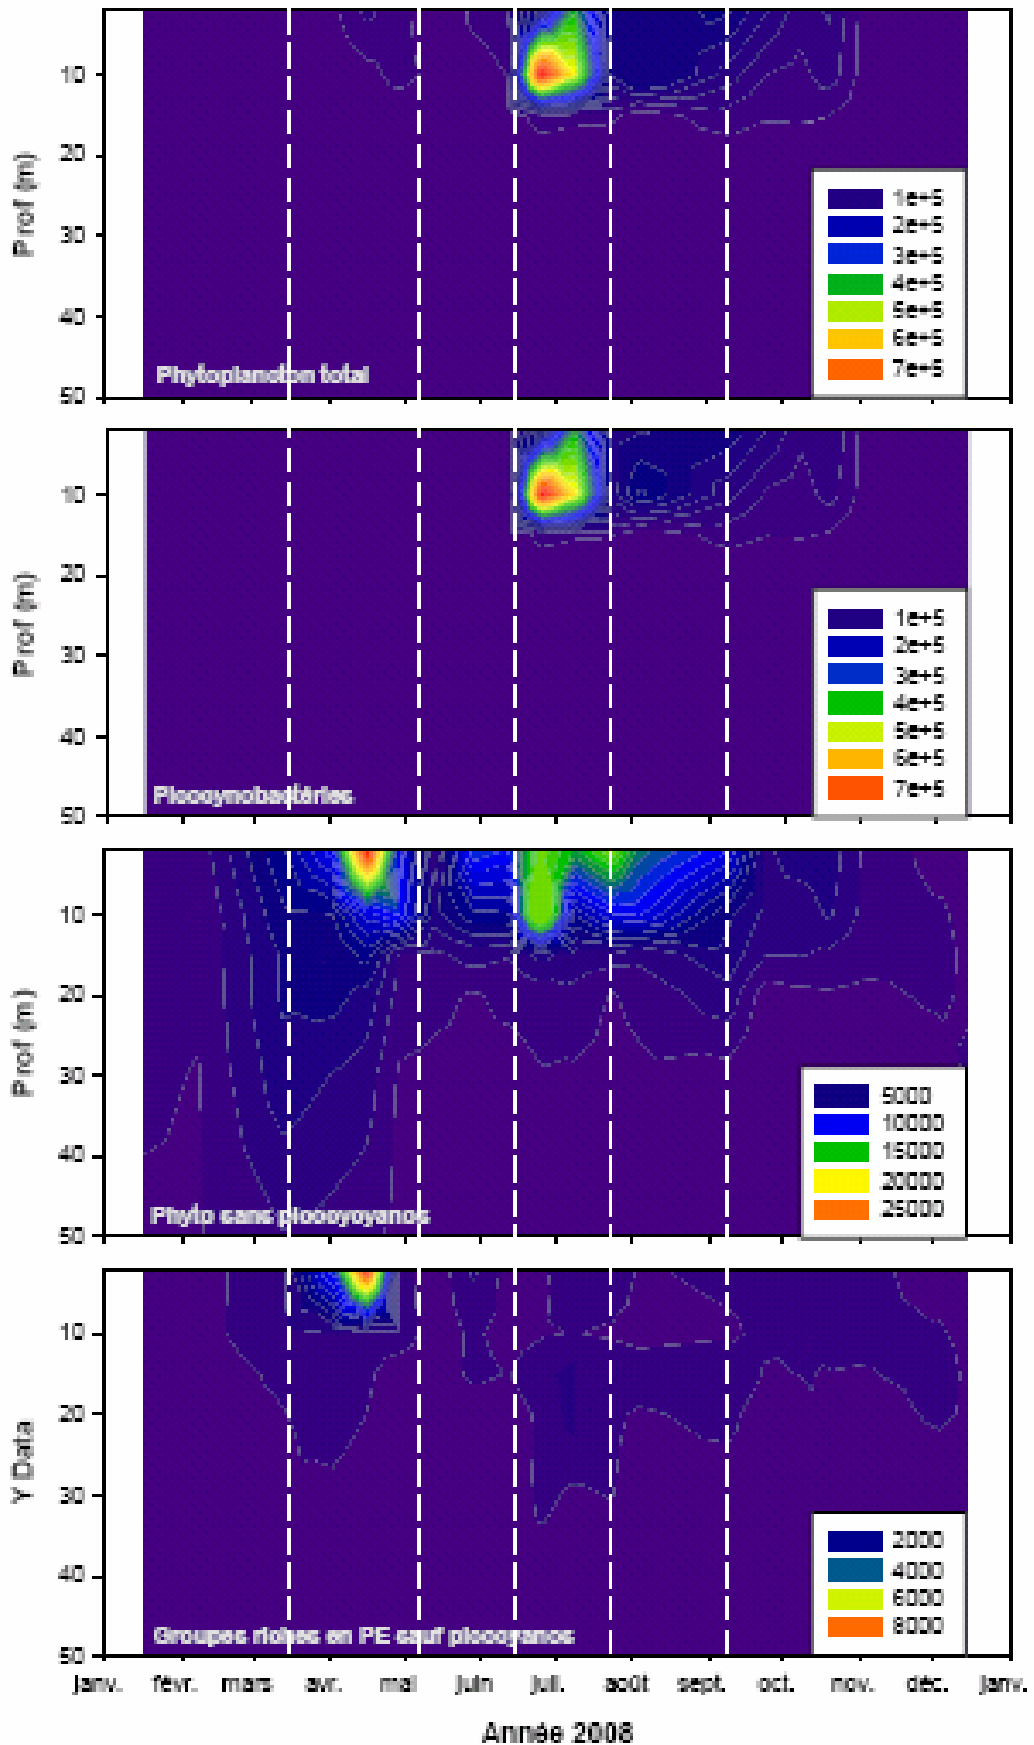 10
20
30
40
50
Prof (m)
Phytoplancton total
1e+5
2e+5
3e+5
4e+5
5e+5
6e+5
7e+5
10
20
30
40
50
Prof (m)
Picocynobactéries
1e+5
2e+5
3e+5
4e+5
5e+5
6e+5
7e+5
10
20
30
40
50
Prof (m)
Phyto sans picocyoyanos
5000
10000
15000
20000
25000
10
20
30
40
50
Y Data
Groupes riches en PE sauf picocyanos
2000
4000
6000
8000
janv. févr. mars avr. mai juin juil. août sept. oct. nov. déc. janv.
Année 2008